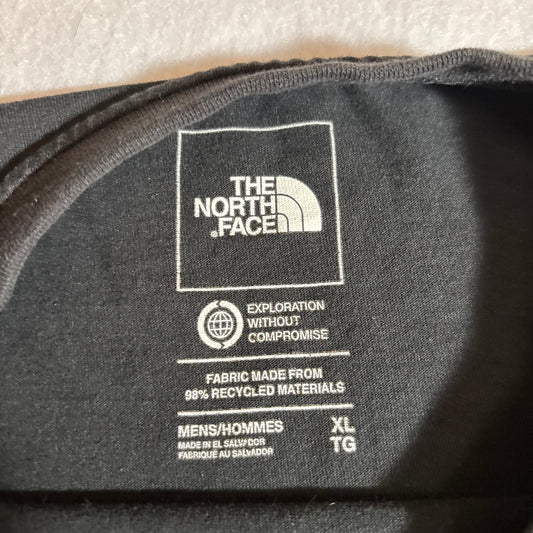 THE
NORTH
FACE
EXPLORATION
WITHOUT
COMPROMISE
FABRIC MADE FROM
98% RECYCLED MATERIALS
MENS/HOMMES XL
MADE IN EL SALVADOR TG
FABRIQUÉ AU SALVADOR